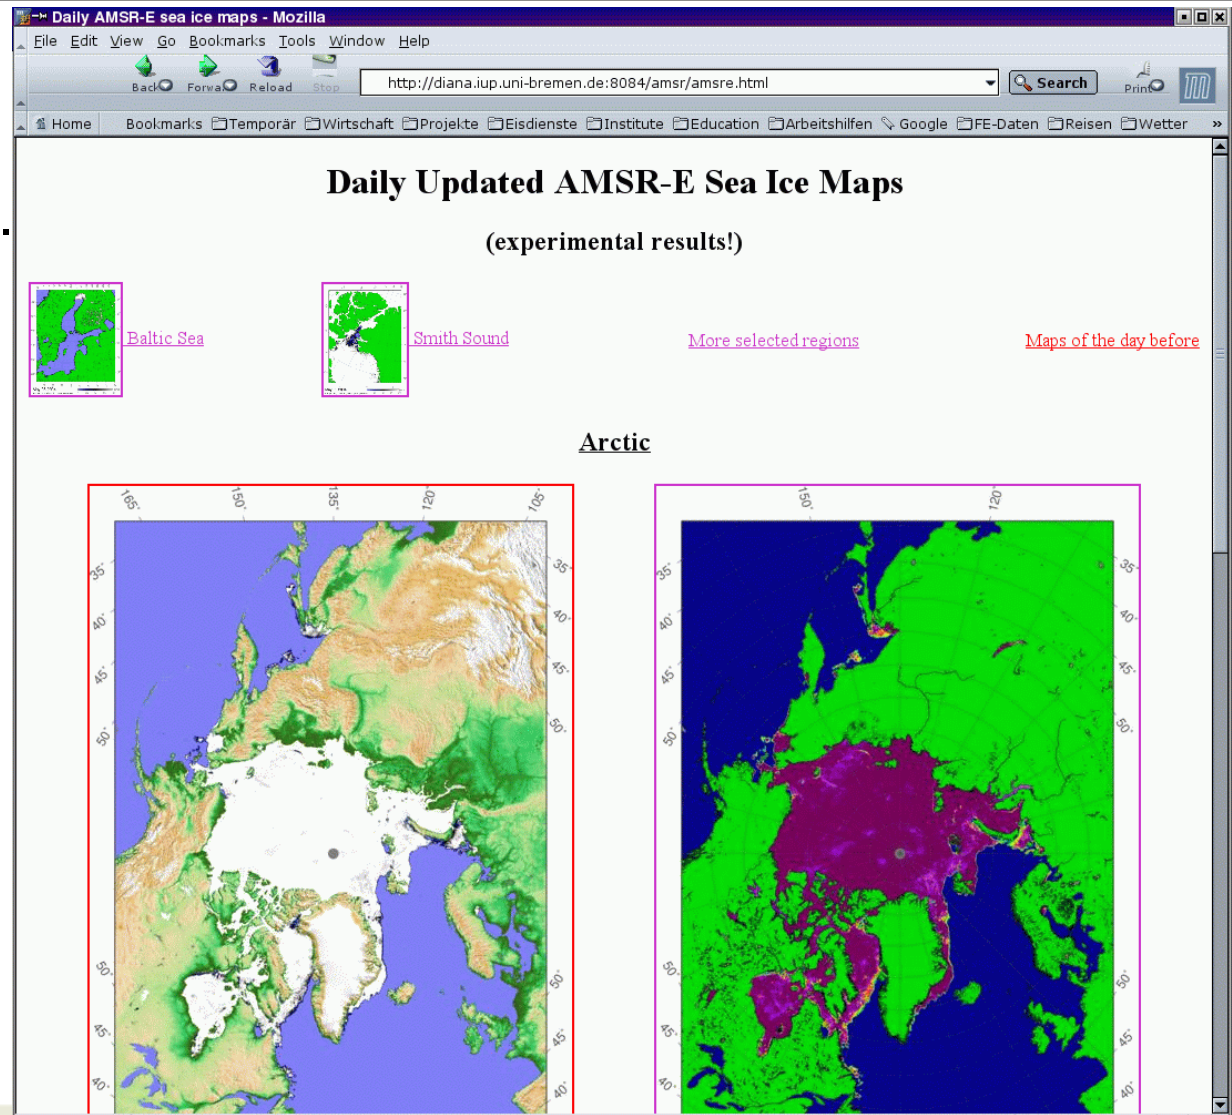 Daily AMSR-E sea ice maps - Mozilla
File Edit View Go Bookmarks Tools Window Help
Back Forwa Reload Stop http://diana.iup.uni-bremen.de:8084/amsr/amsre.html Search Print
Home Bookmarks Temporär Wirtschaft Projekte Eisdienste Institute Education Arbeitshilfen Google FE-Daten Reisen Wetter »
Daily Updated AMSR-E Sea Ice Maps
(experimental results!)
Baltic Sea Smith Sound More selected regions Maps of the day before
Arctic
165° 150° 135° 120° 105°
35° 35°
40° 40°
45° 45°
50° 50°
50° 50°
45° 45°
40° 40°
150° 120°
35° 35°
40° 40°
45° 45°
50° 50°
50° 50°
45° 45°
40° 40°